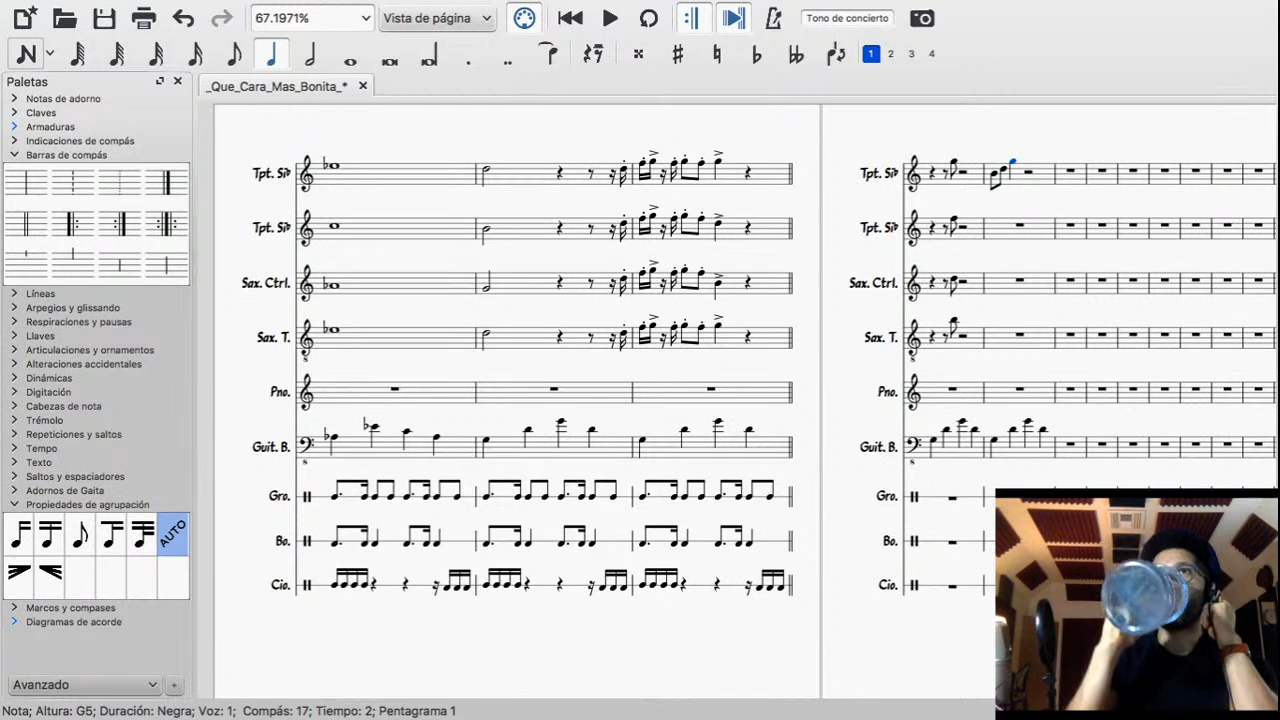 67.1971%
Vista de página
Tono de concierto
1 2 3 4
Paletas
_Que_Cara_Mas_Bonita_*
Notas de adorno
Claves
Armaduras
Indicaciones de compás
Barras de compás
Líneas
Arpegios y glissando
Respiraciones y pausas
Llaves
Articulaciones y ornamentos
Alteraciones accidentales
Dinámicas
Digitación
Cabezas de nota
Trémolo
Repeticiones y saltos
Tempo
Texto
Saltos y espaciadores
Adornos de Gaita
Propiedades de agrupación
AUTO
Marcos y compases
Diagramas de acorde
Avanzado
Tpt. Si♭
Tpt. Si♭
Sax. Ctrl.
Sax. T.
Pno.
Guit. B.
Gro.
Bo.
Cio.
Tpt. Si♭
Tpt. Si♭
Sax. Ctrl.
Sax. T.
Pno.
Guit. B.
Gro.
Bo.
Cio.
Nota; Altura: G5; Duración: Negra; Voz: 1; Compás: 17; Tiempo: 2; Pentagrama 1